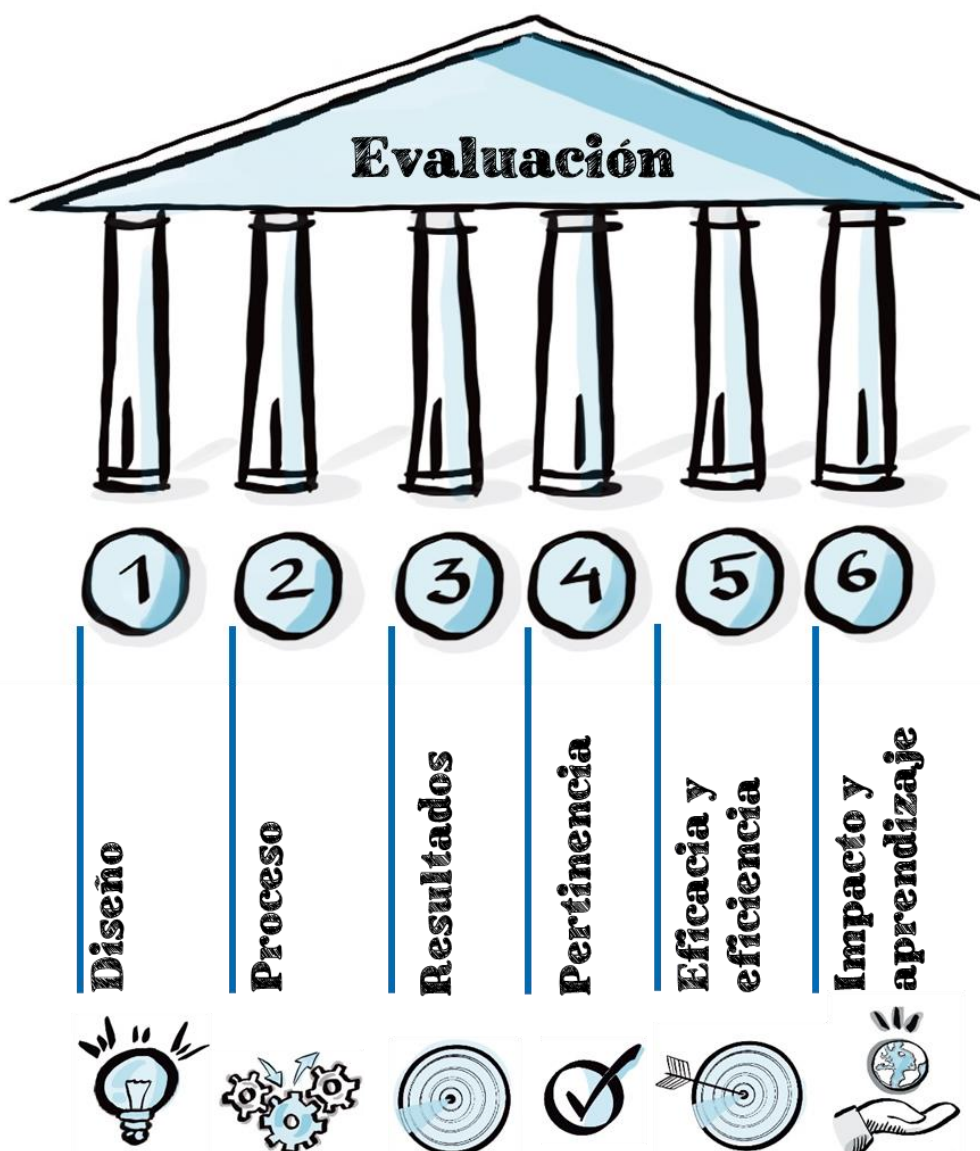 Evaluación
1
2
3
4
5
6
Diseño
Proceso
Resultados
Pertinencia
Eficacia y
eficiencia
Impacto y
aprendizaje